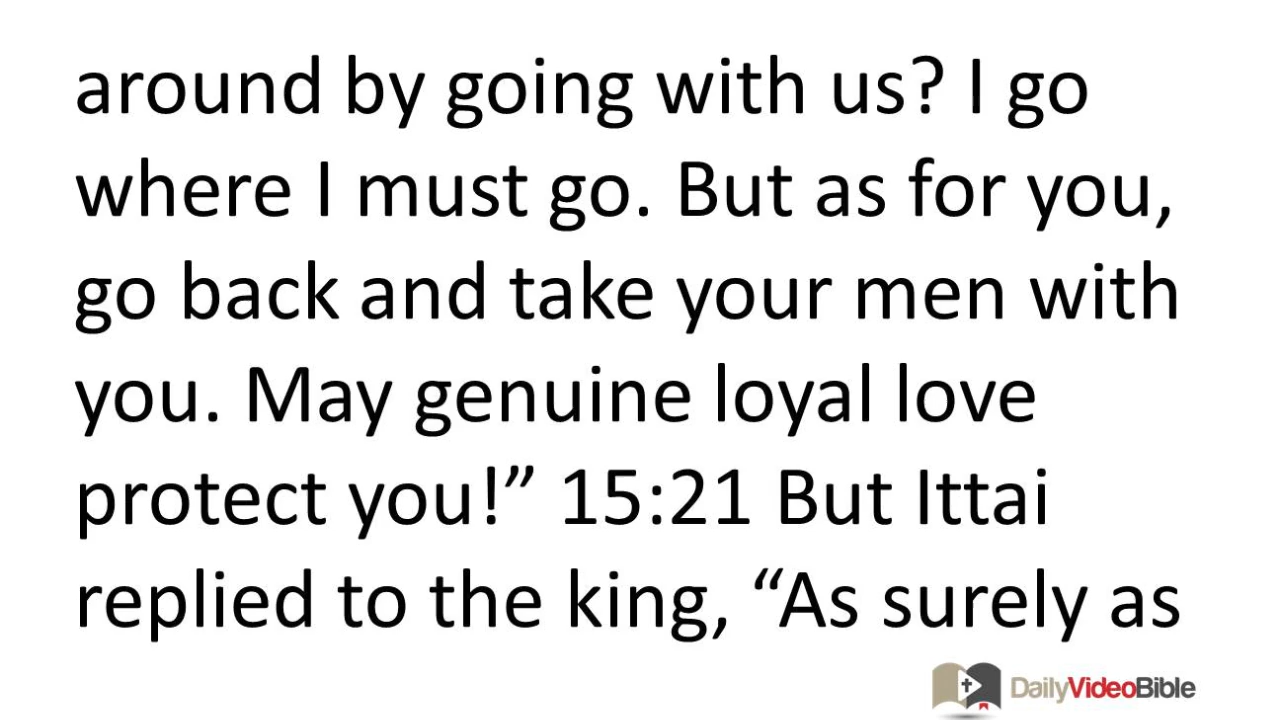 around by going with us? I go
where I must go. But as for you,
go back and take your men with
you. May genuine loyal love
protect you!” 15:21 But Ittai
replied to the king, “As surely as
DailyVideoBible